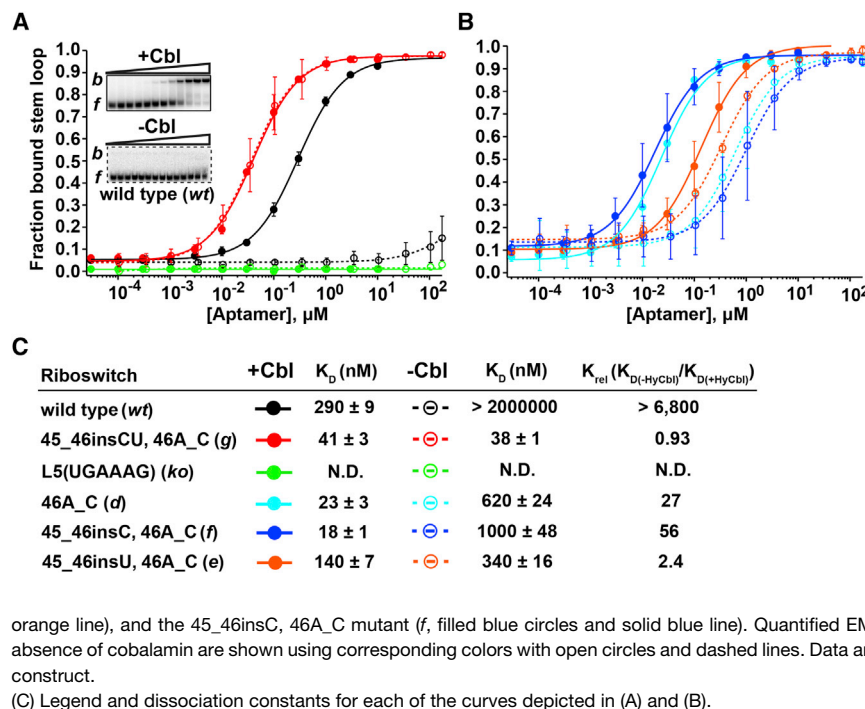 A
B
+Cbl
b
f
-Cbl
b
f
wild type (wt)
Fraction bound stem loop
1.0
0.9
0.8
0.7
0.6
0.5
0.4
0.3
0.2
0.1
0.0
10⁻⁴ 10⁻³ 10⁻² 10⁻¹ 10⁰ 10¹ 10²
[Aptamer], µM
1.0
0.9
0.8
0.7
0.6
0.5
0.4
0.3
0.2
0.1
0
10⁻⁴ 10⁻³ 10⁻² 10⁻¹ 10⁰ 10¹ 10²
[Aptamer], µM
C
Riboswitch +Cbl K_D (nM) -Cbl K_D (nM) K_rel (K_D(-HyCbl)/K_D(+HyCbl))
wild type (wt) 290 ± 9 > 2000000 > 6,800
45_46insCU, 46A_C (g) 41 ± 3 38 ± 1 0.93
L5(UGAAAG) (ko) N.D. N.D. N.D.
46A_C (d) 23 ± 3 620 ± 24 27
45_46insC, 46A_C (f) 18 ± 1 1000 ± 48 56
45_46insU, 46A_C (e) 140 ± 7 340 ± 16 2.4
orange line), and the 45_46insC, 46A_C mutant (f, filled blue circles and solid blue line). Quantified EM
absence of cobalamin are shown using corresponding colors with open circles and dashed lines. Data ar
construct.
(C) Legend and dissociation constants for each of the curves depicted in (A) and (B).